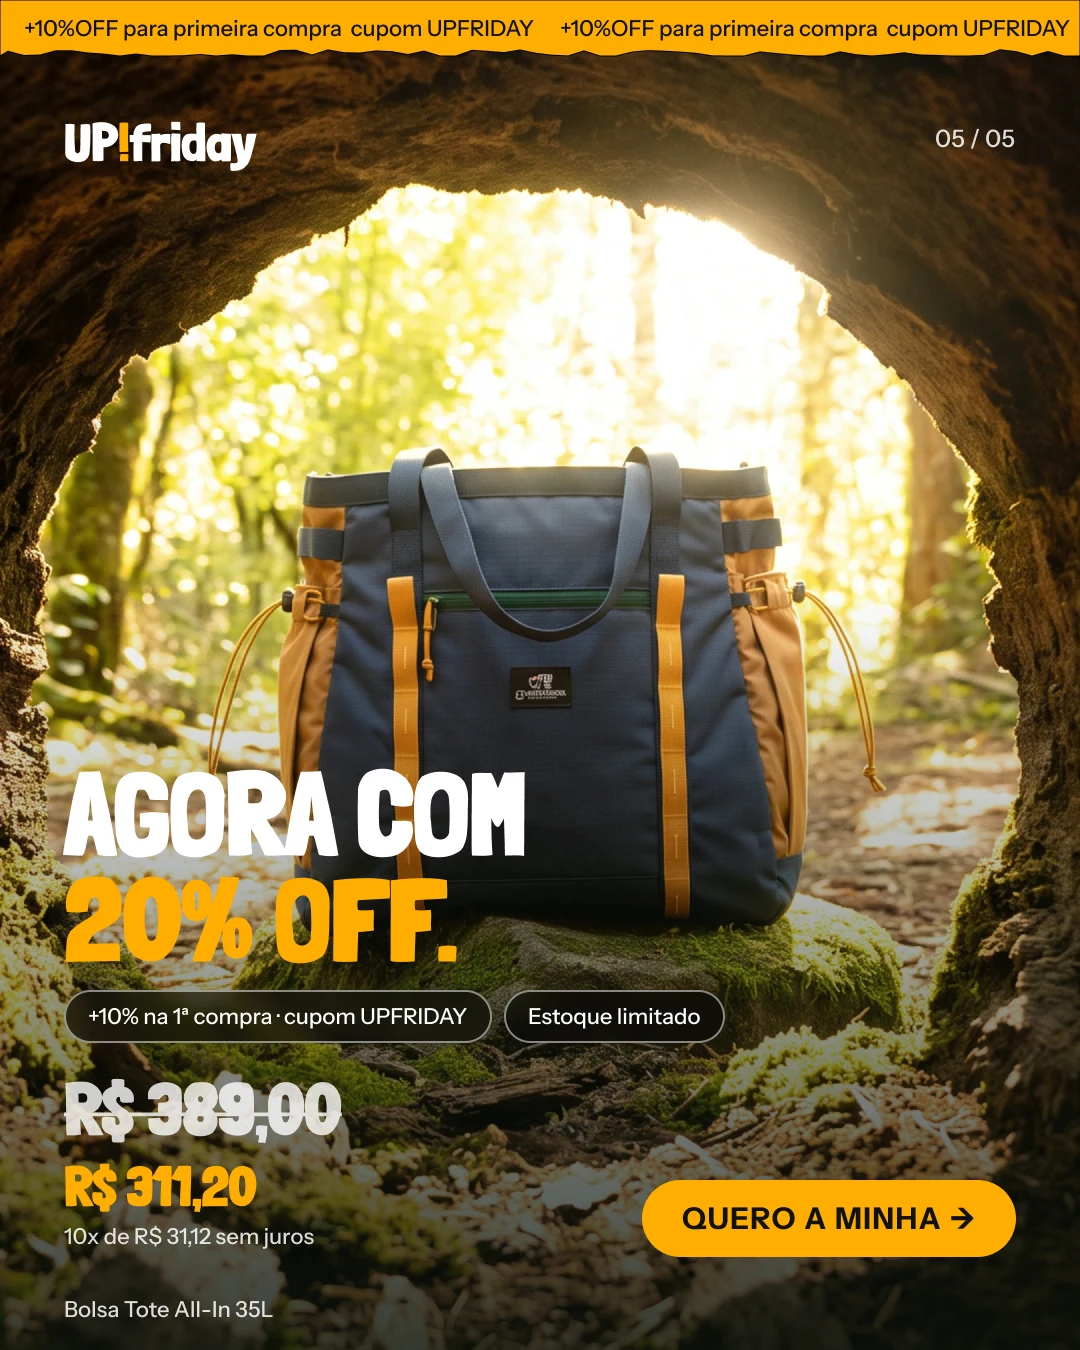 +10%OFF para primeira compra cupom UPFRIDAY +10%OFF para primeira compra cupom UPFRIDAY
UP!friday
05 / 05
AGORA COM
20% OFF.
+10% na 1ª compra · cupom UPFRIDAY
Estoque limitado
R$ 389,00
R$ 311,20
10x de R$ 31,12 sem juros
QUERO A MINHA →
Bolsa Tote All-In 35L